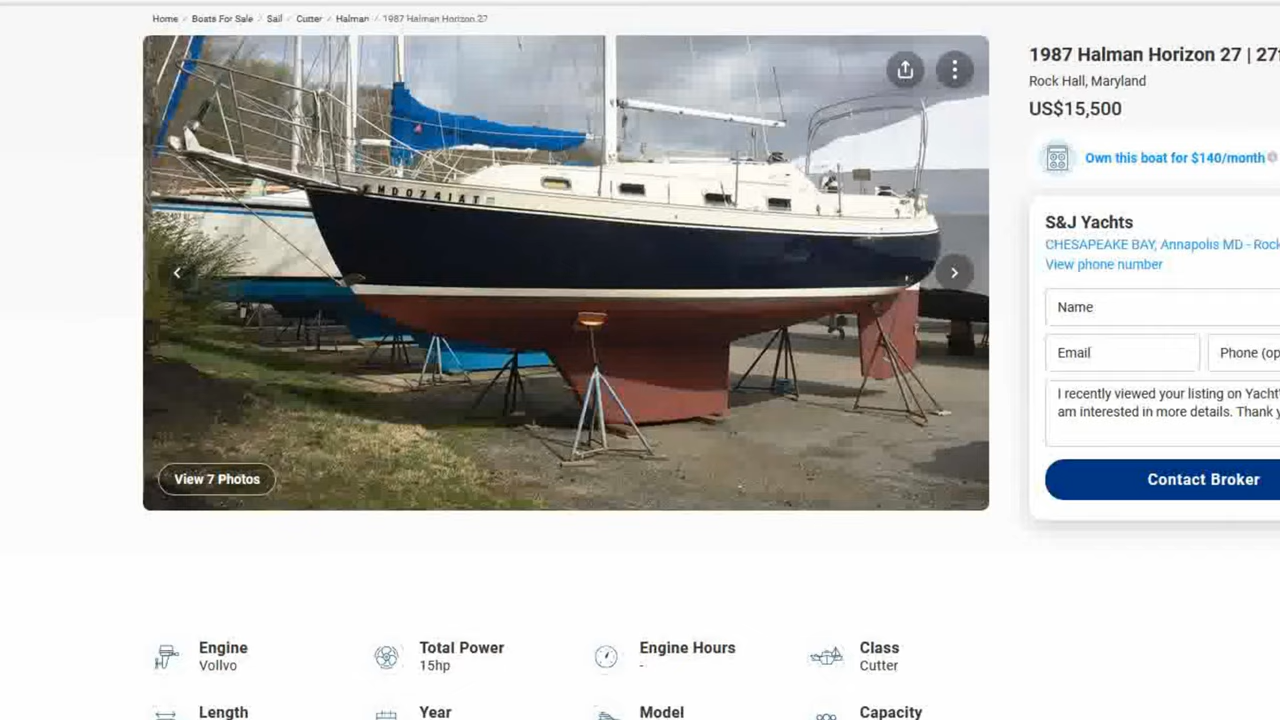 Home / Boats For Sale / Sail / Cutter / Halman / 1987 Halman Horizon 27
MD0741AT
View 7 Photos
1987 Halman Horizon 27 | 27
Rock Hall, Maryland
US$15,500
Own this boat for $140/month
S&J Yachts
CHESAPEAKE BAY, Annapolis MD - Rock
View phone number
Name
Email
Phone (op
I recently viewed your listing on Yacht
am interested in more details. Thank y
Contact Broker
Engine
Vollvo
Total Power
15hp
Engine Hours
-
Class
Cutter
Length
Year
Model
Capacity